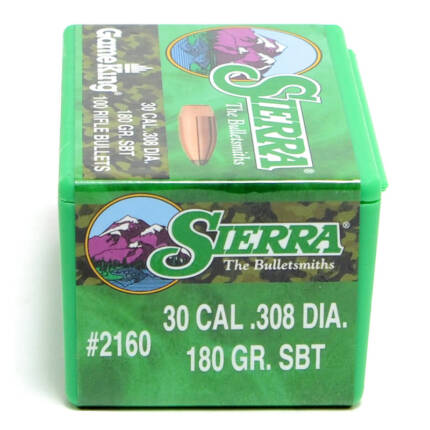 SIERRA®
The Bulletsmiths
GameKing®
100 RIFLE BULLETS
30 CAL .308 DIA.
180 GR. SBT
SIERRA®
The Bulletsmiths
#2160
30 CAL .308 DIA.
180 GR. SBT